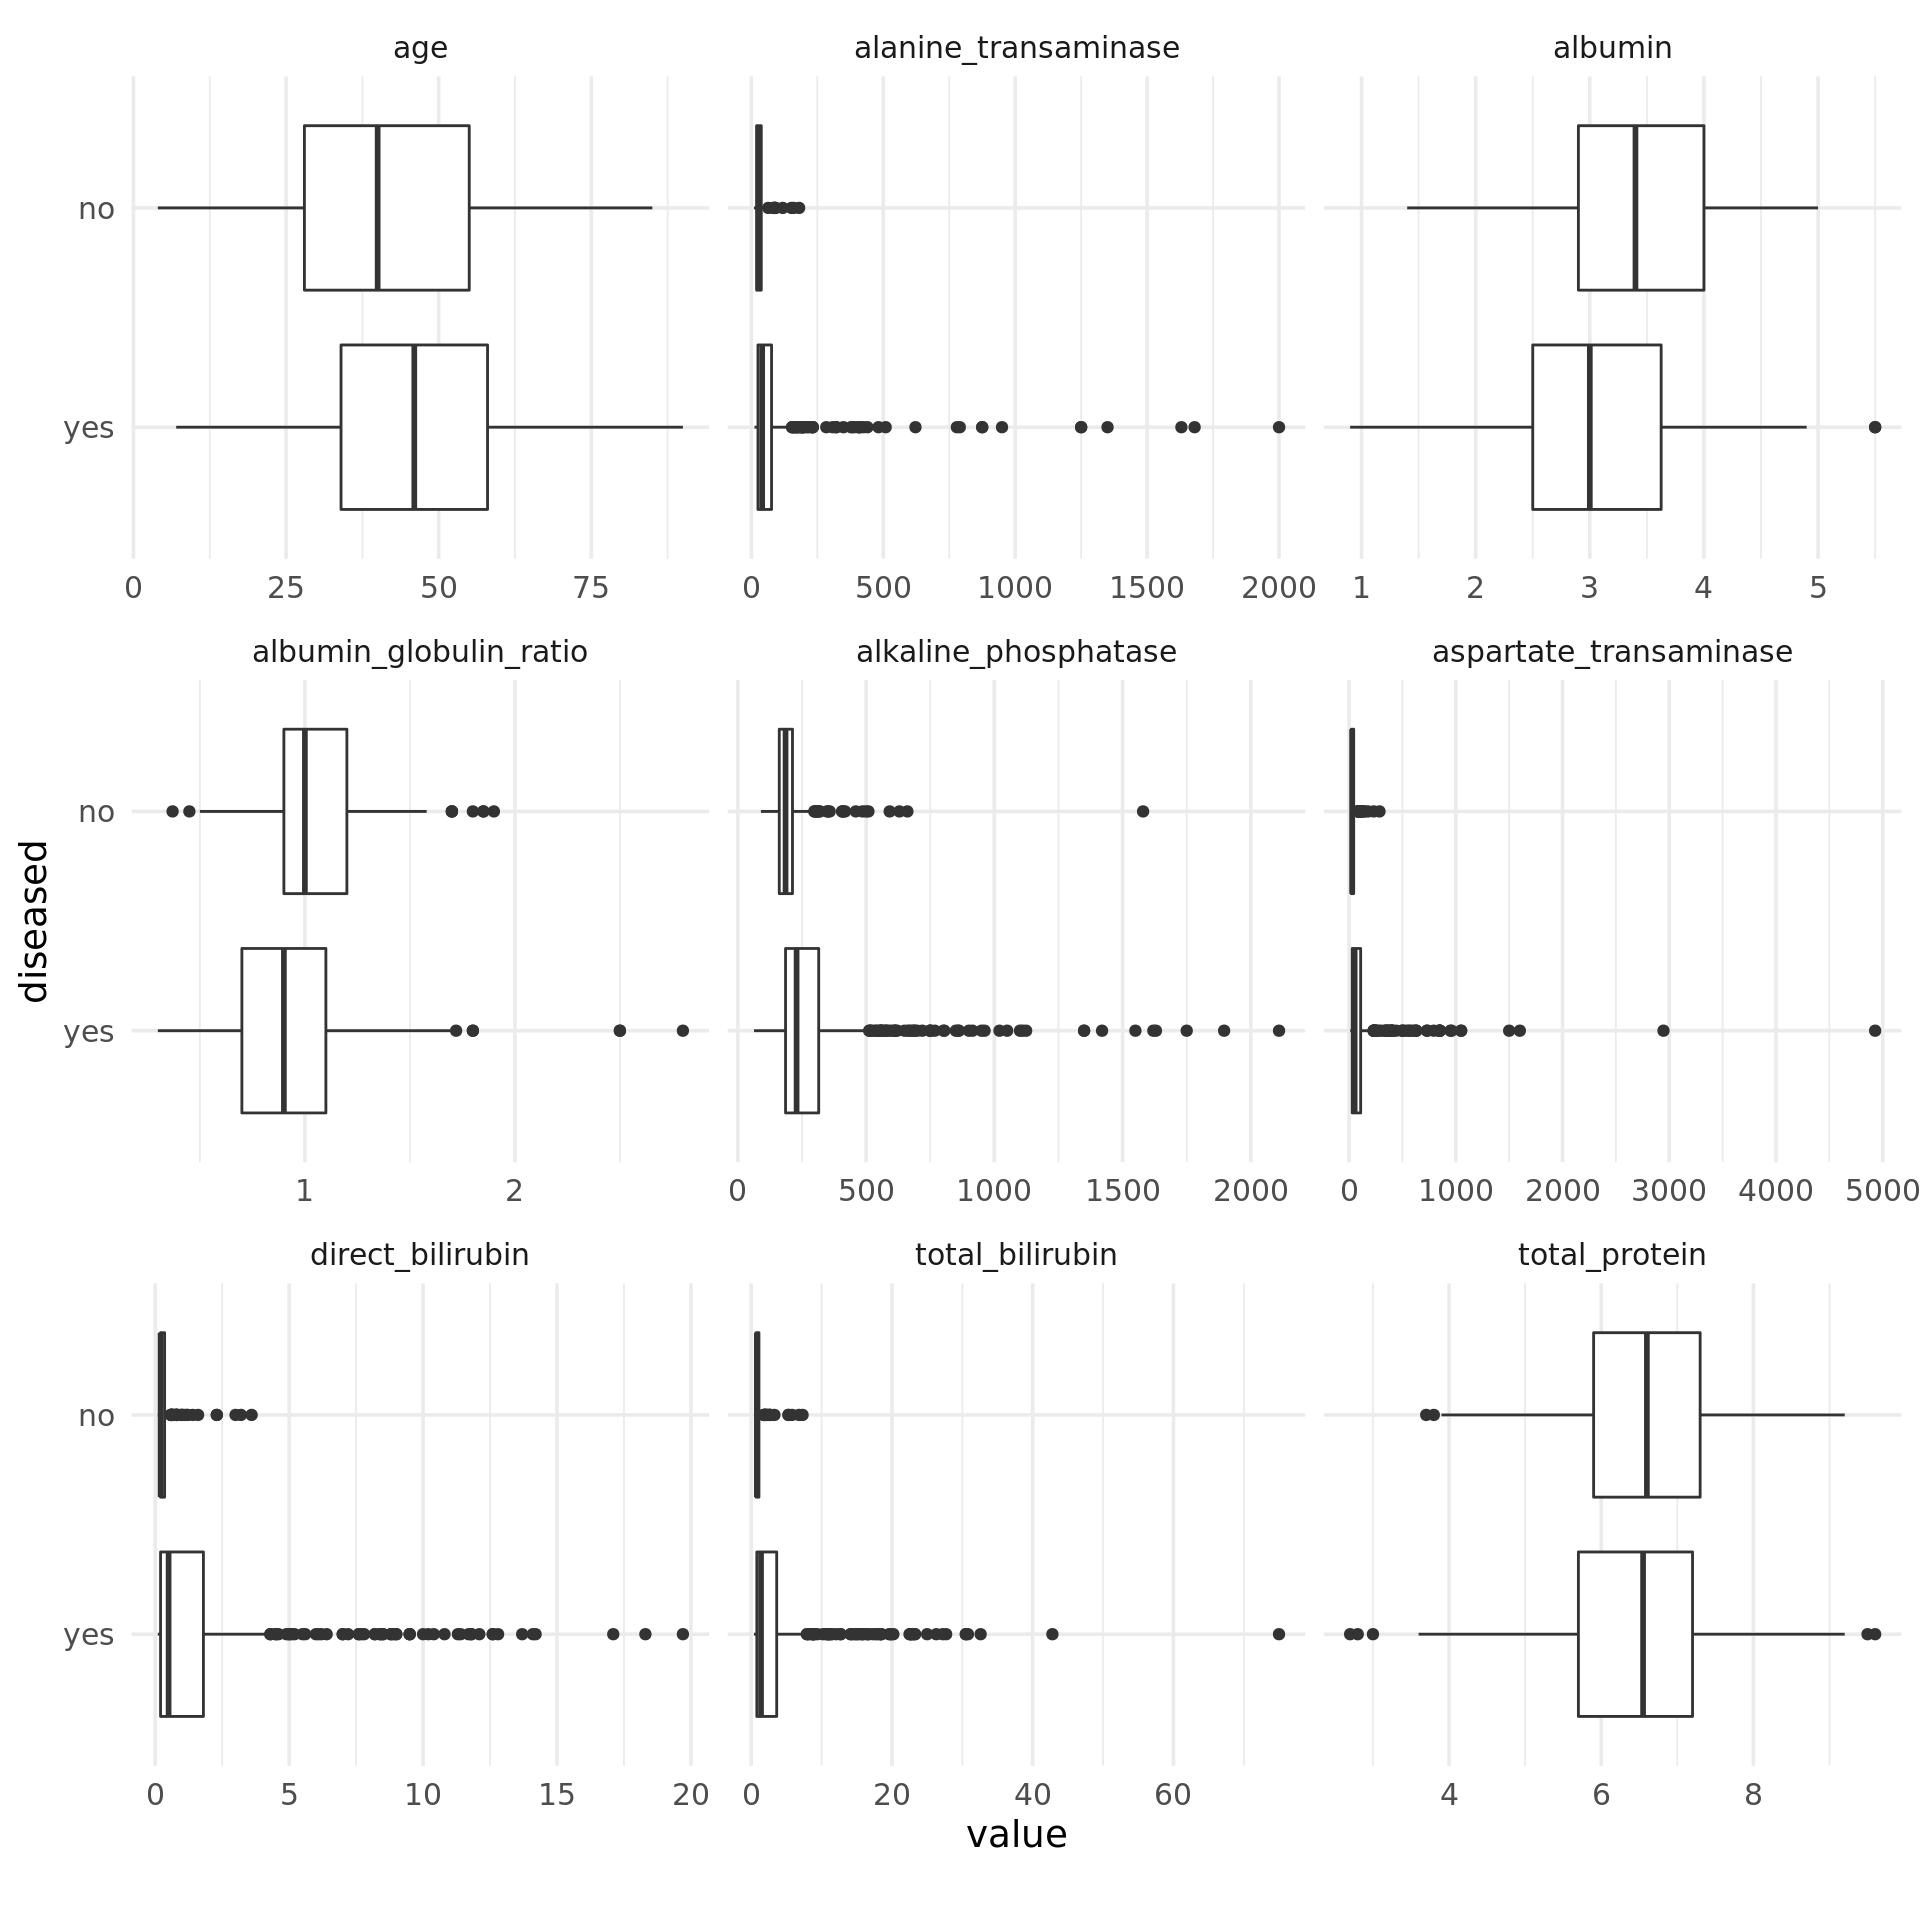 age alanine_transaminase albumin
no
yes
0 25 50 75 0 500 1000 1500 2000 1 2 3 4 5
albumin_globulin_ratio alkaline_phosphatase aspartate_transaminase
no
diseased
yes
1 2 0 500 1000 1500 2000 0 1000 2000 3000 4000 5000
direct_bilirubin total_bilirubin total_protein
no
yes
0 5 10 15 20 0 20 40 60 4 6 8
value